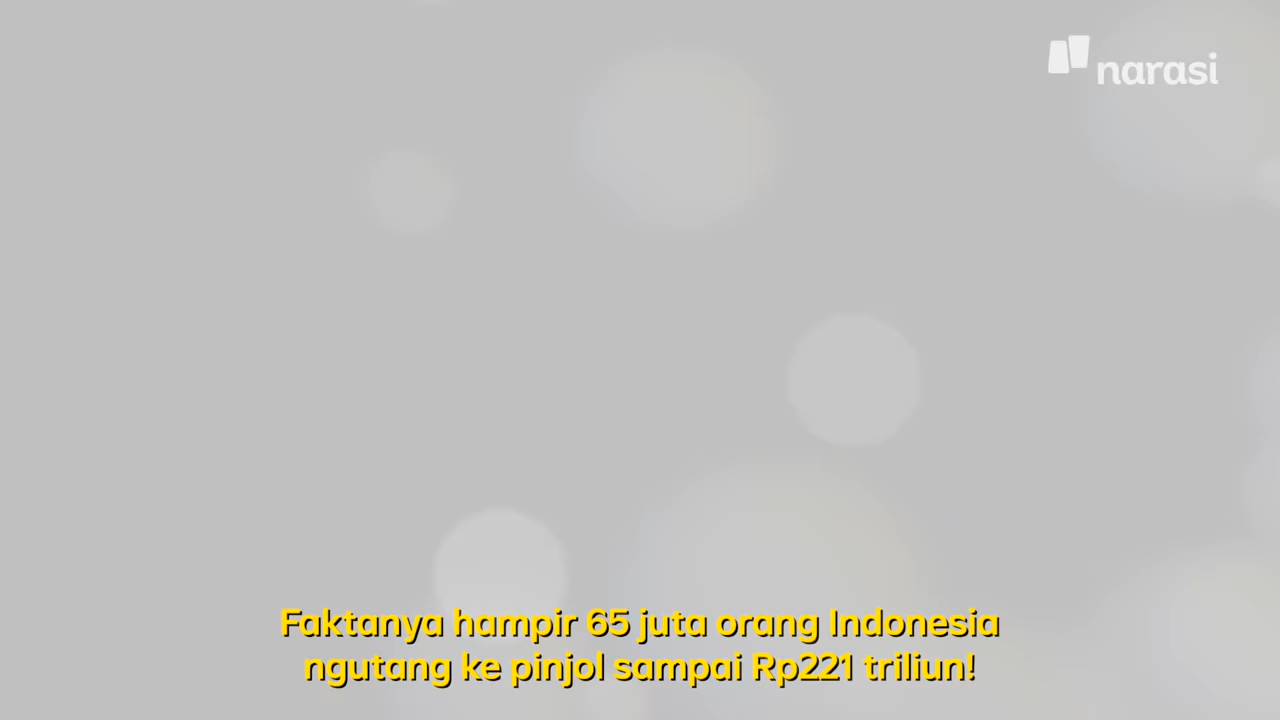 narasi
Faktanya hampir 65 juta orang Indonesia
ngutang ke pinjol sampai Rp221 triliun!